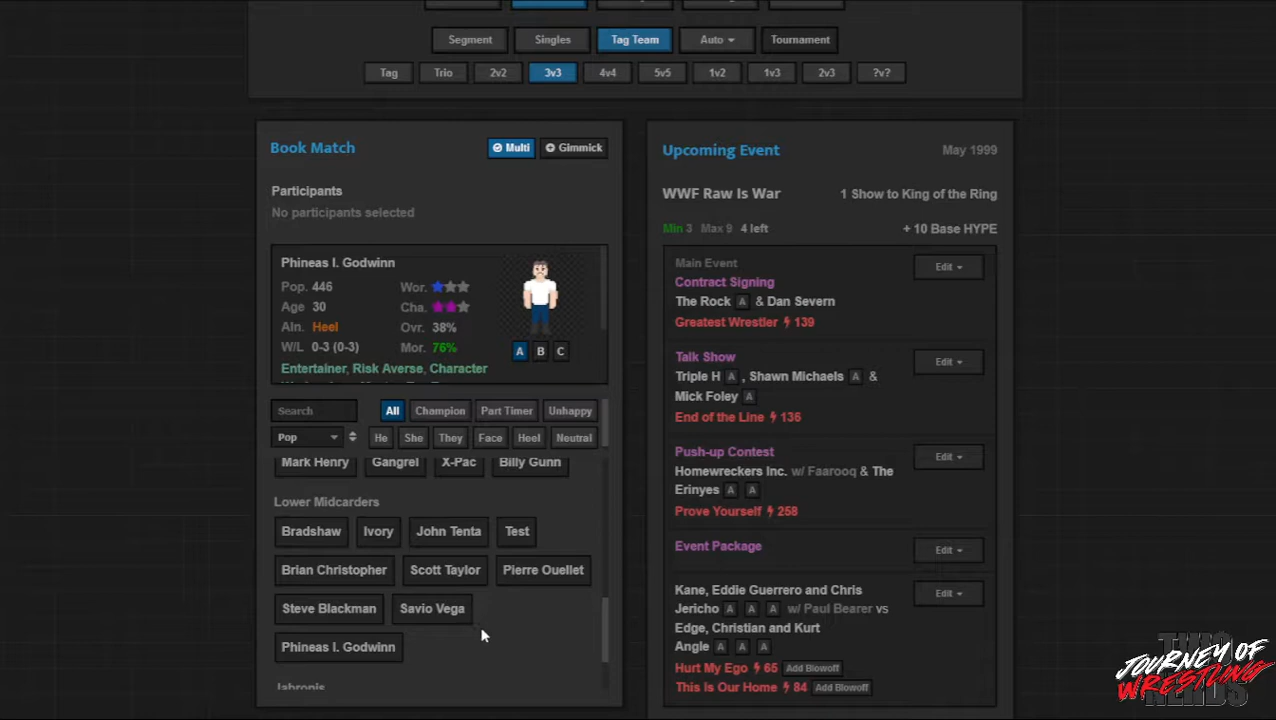 Segment Singles Tag Team Auto Tournament
Tag Trio 2v2 3v3 4v4 5v5 1v2 1v3 2v3 ?v?
Book Match Multi Gimmick
Participants
No participants selected
Phineas I. Godwinn
Pop. 446 Wor.
Age 30 Cha.
Aln. Heel Ovr. 38%
W/L 0-3 (0-3) Mor. 76%
A B C
Entertainer, Risk Averse, Character
Search All Champion Part Timer Unhappy
Pop He She They Face Heel Neutral
Mark Henry Gangrel X-Pac Billy Gunn
Lower Midcarders
Bradshaw Ivory John Tenta Test
Brian Christopher Scott Taylor Pierre Ouellet
Steve Blackman Savio Vega
Phineas I. Godwinn
Jabronis
Upcoming Event May 1999
WWF Raw Is War 1 Show to King of the Ring
Min 3 Max 9 4 left + 10 Base HYPE
Main Event Edit
Contract Signing
The Rock A & Dan Severn
Greatest Wrestler 139
Talk Show Edit
Triple H A , Shawn Michaels A &
Mick Foley A
End of the Line 136
Push-up Contest Edit
Homewreckers Inc. w/ Faarooq & The
Erinyes A A
Prove Yourself 258
Event Package Edit
Kane, Eddie Guerrero and Chris Edit
Jericho A A A w/ Paul Bearer vs
Edge, Christian and Kurt
Angle A A A
Hurt My Ego 65 Add Blowoff
This Is Our Home 84 Add Blowoff
JOURNEY OF
WRESTLING
NERDS